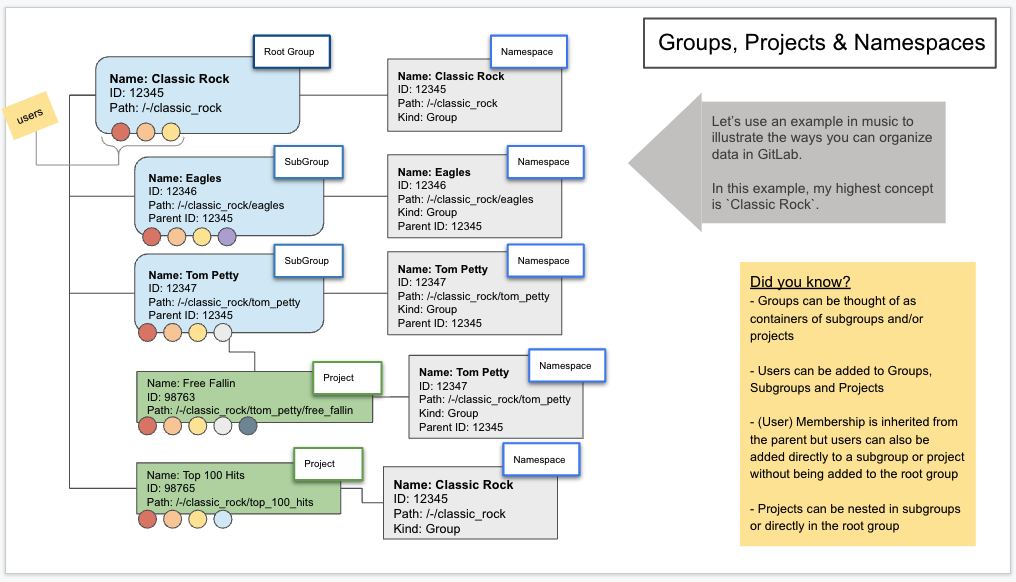 Groups, Projects & Namespaces
Root Group
Name: Classic Rock
ID: 12345
Path: /-/classic_rock
users
Namespace
Name: Classic Rock
ID: 12345
Path: /-/classic_rock
Kind: Group
SubGroup
Name: Eagles
ID: 12346
Path: /-/classic_rock/eagles
Parent ID: 12345
Namespace
Name: Eagles
ID: 12346
Path: /-/classic_rock/eagles
Kind: Group
Parent ID: 12345
SubGroup
Name: Tom Petty
ID: 12347
Path: /-/classic_rock/tom_petty
Parent ID: 12345
Namespace
Name: Tom Petty
ID: 12347
Path: /-/classic_rock/tom_petty
Kind: Group
Parent ID: 12345
Project
Name: Free Fallin
ID: 98763
Path: /-/classic_rock/ttom_petty/free_fallin
Namespace
Name: Tom Petty
ID: 12347
Path: /-/classic_rock/tom_petty
Kind: Group
Parent ID: 12345
Project
Name: Top 100 Hits
ID: 98765
Path: /-/classic_rock/top_100_hits
Namespace
Name: Classic Rock
ID: 12345
Path: /-/classic_rock
Kind: Group
Let's use an example in music to
illustrate the ways you can organize
data in GitLab.
In this example, my highest concept
is `Classic Rock`.
Did you know?
- Groups can be thought of as
containers of subgroups and/or
projects
- Users can be added to Groups,
Subgroups and Projects
- (User) Membership is inherited from
the parent but users can also be
added directly to a subgroup or project
without being added to the root group
- Projects can be nested in subgroups
or directly in the root group